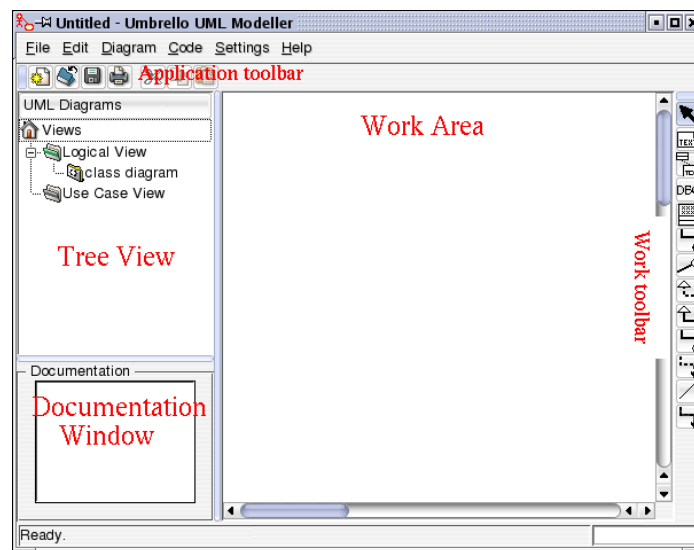 Untitled - Umbrello UML Modeller
File Edit Diagram Code Settings Help
Application toolbar
UML Diagrams
Views
Logical View
class diagram
Use Case View
Tree View
Work Area
TEXT
Work toolbar
Documentation
Documentation
Window
Ready.